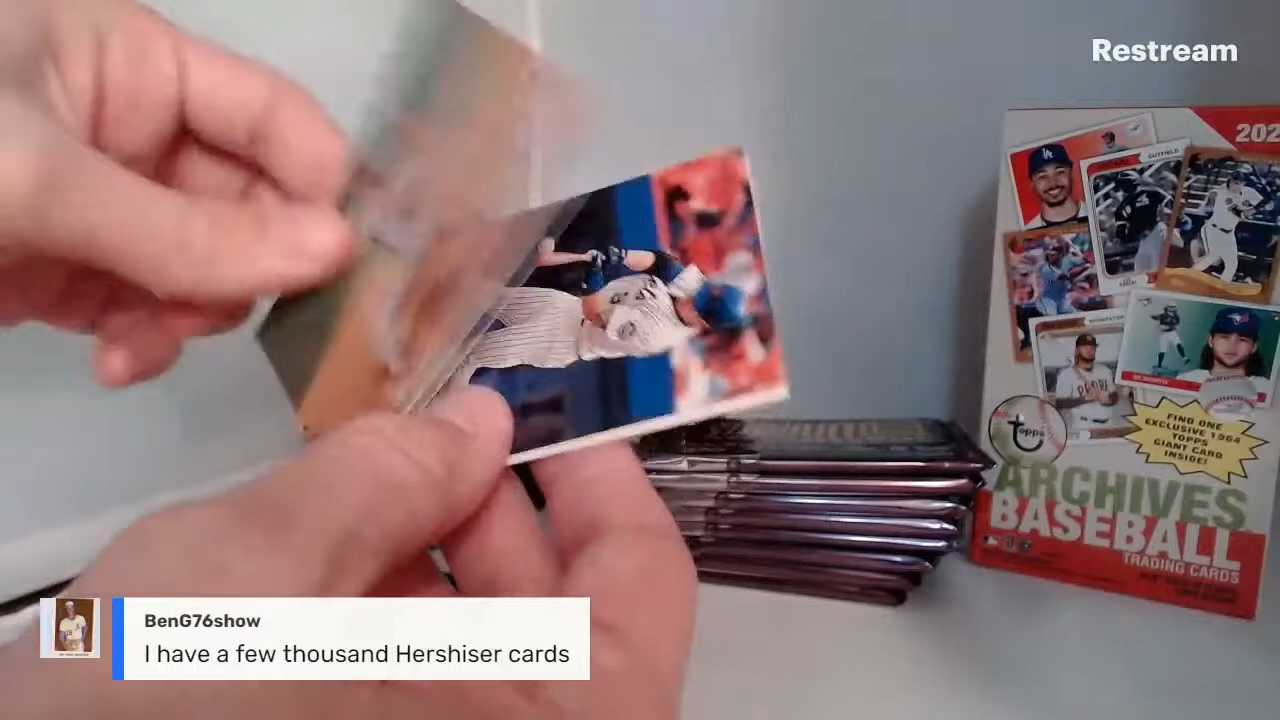 Restream
202
OUTFIELD
Topps
FIND ONE
EXCLUSIVE 1964
TOPPS
GIANT CARD
INSIDE!
ARCHIVES
BASEBALL
TRADING CARDS
BenG76show
I have a few thousand Hershiser cards